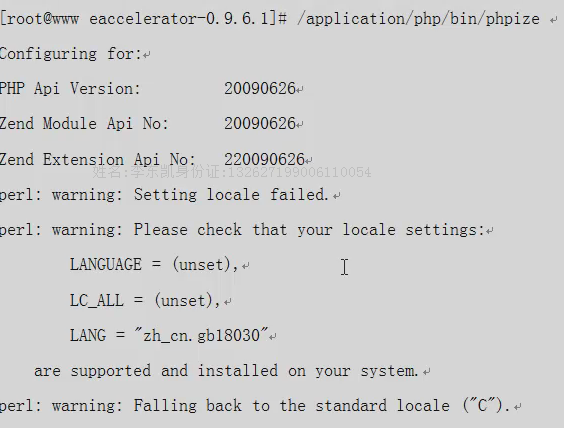 [root@www eaccelerator-0.9.6.1]# /application/php/bin/phpize
Configuring for:
PHP Api Version: 20090626
Zend Module Api No: 20090626
Zend Extension Api No: 220090626
姓名:李东凯身份证:132627199006110054
perl: warning: Setting locale failed.
perl: warning: Please check that your locale settings:
LANGUAGE = (unset),
LC_ALL = (unset),
LANG = "zh_cn.gb18030"
are supported and installed on your system.
perl: warning: Falling back to the standard locale ("C").